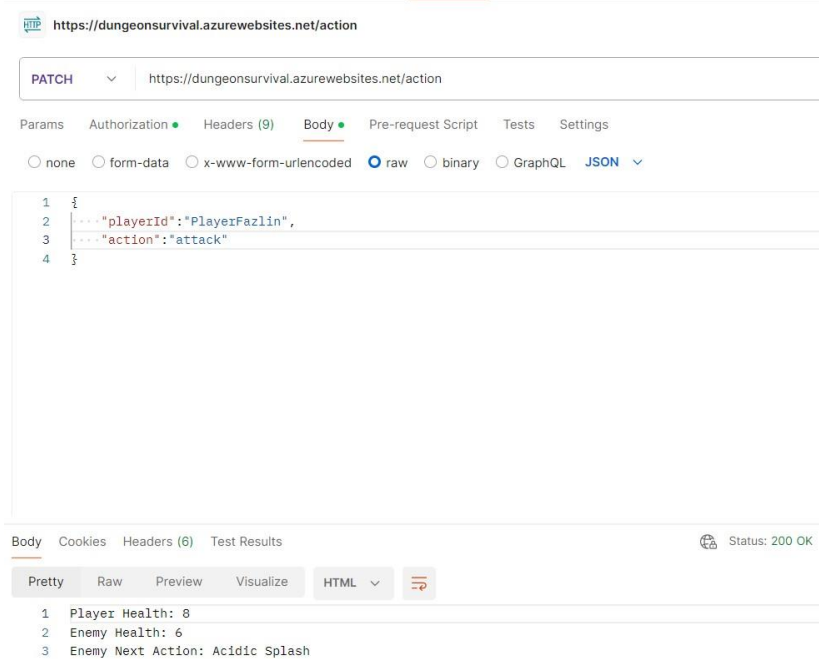 HTTP https://dungeonsurvival.azurewebsites.net/action
PATCH https://dungeonsurvival.azurewebsites.net/action
Params Authorization Headers (9) Body Pre-request Script Tests Settings
none form-data x-www-form-urlencoded raw binary GraphQL JSON
1 {
2 "playerId":"PlayerFazlin",
3 "action":"attack"
4 }
Body Cookies Headers (6) Test Results Status: 200 OK
Pretty Raw Preview Visualize HTML
1 Player Health: 8
2 Enemy Health: 6
3 Enemy Next Action: Acidic Splash